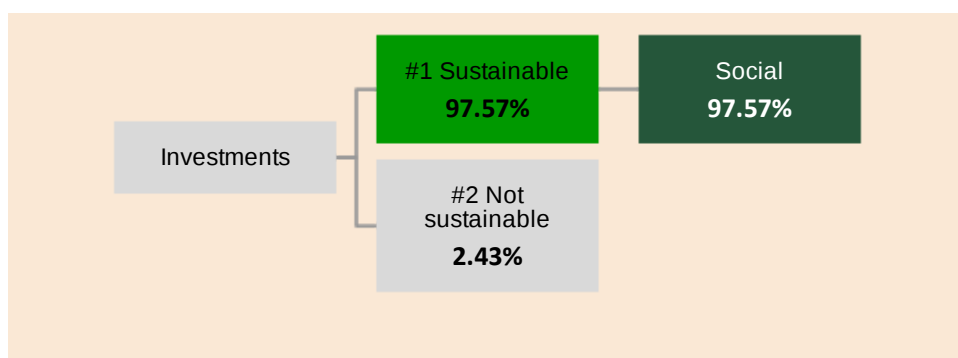 #1 Sustainable
97.57%
Social
97.57%
Investments
#2 Not
sustainable
2.43%